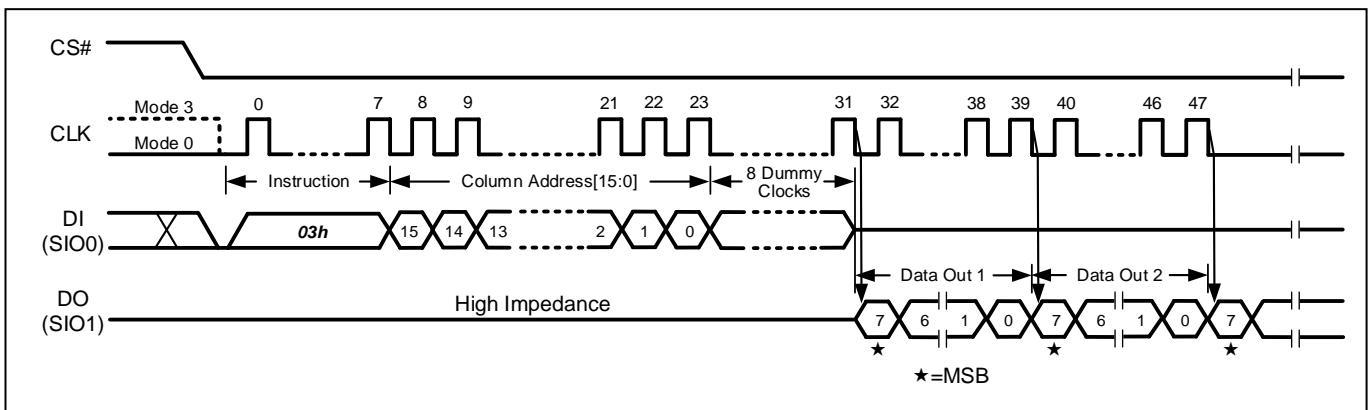 CS#
Mode 3
0 7 8 9 21 22 23 31 32 38 39 40 46 47
CLK
Mode 0
Instruction Column Address[15:0] 8 Dummy
Clocks
DI
(SIO0)
03h 15 14 13 2 1 0
Data Out 1 Data Out 2
High Impedance
DO
(SIO1)
7 6 1 0 7 6 1 0 7
★ ★ ★
★=MSB